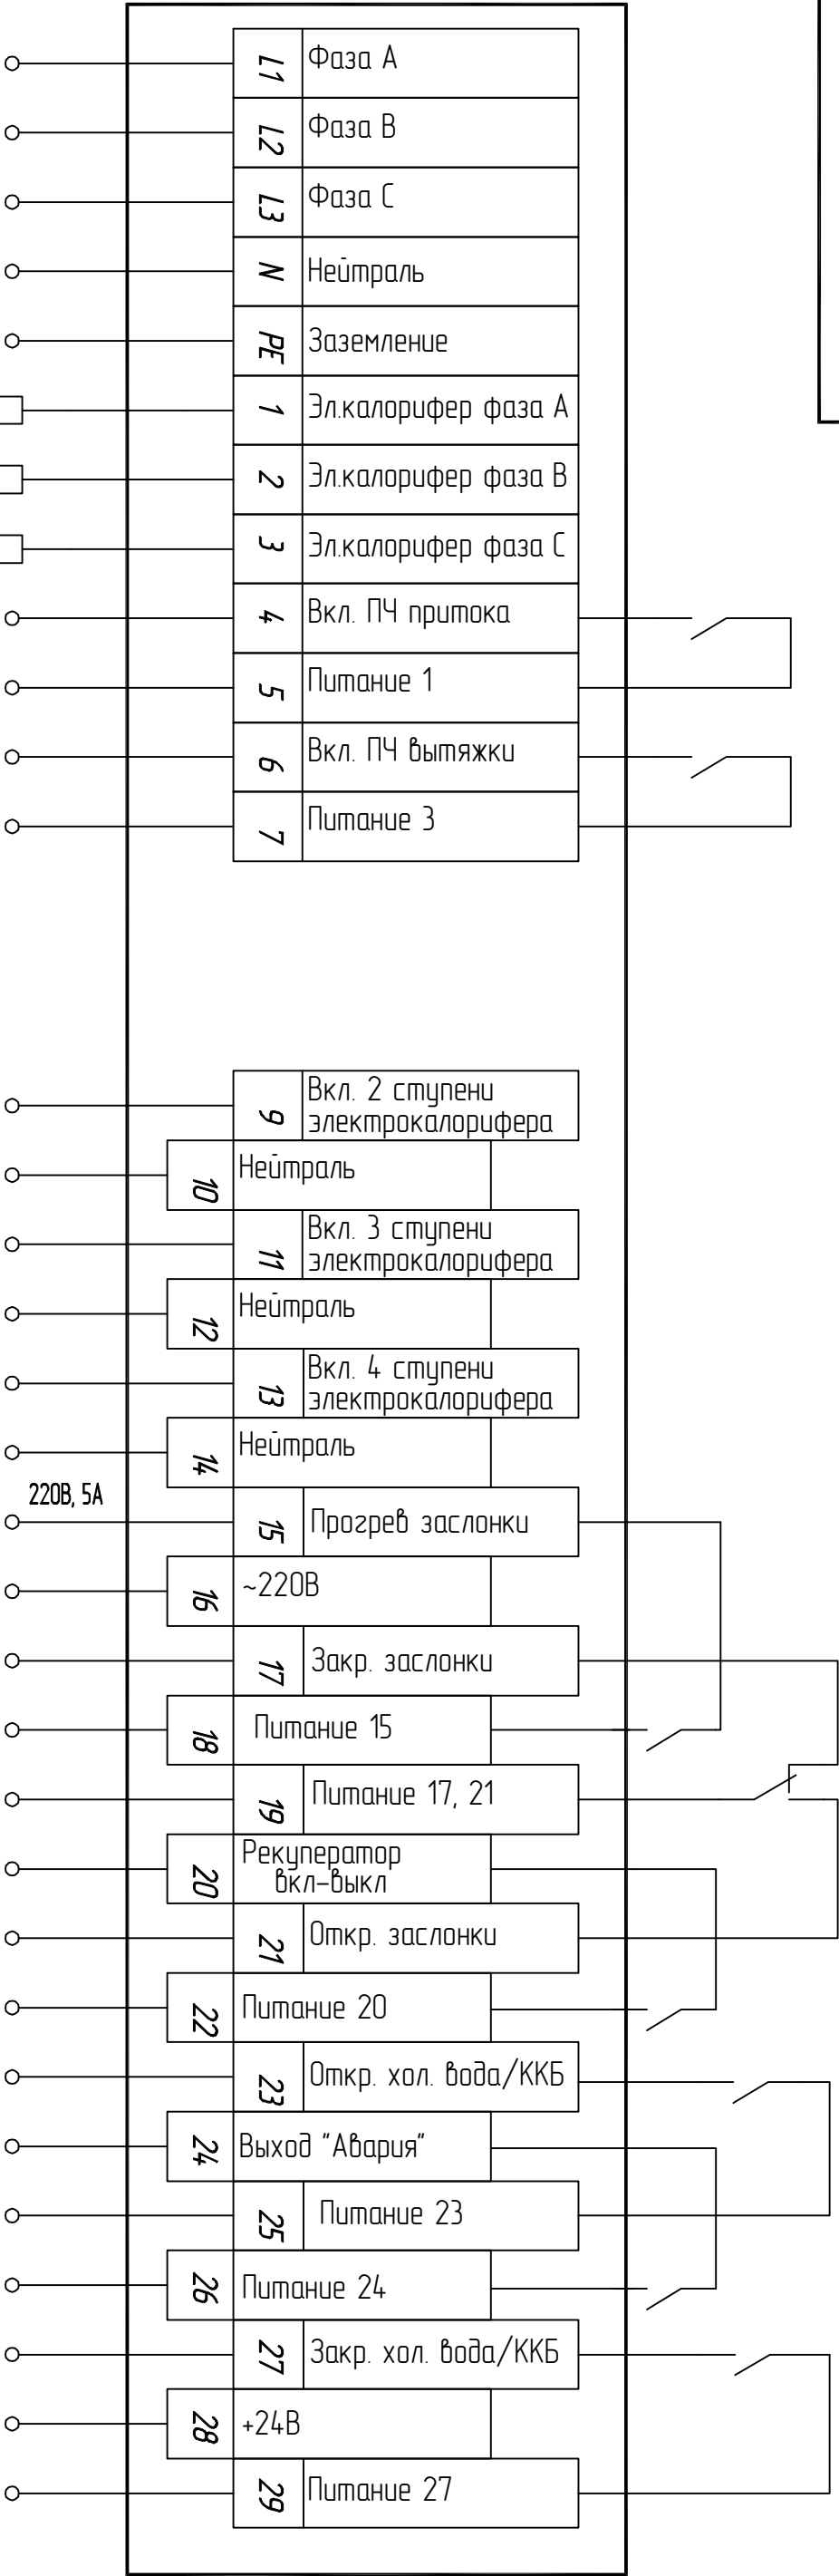 L1 Фаза А
L2 Фаза В
L3 Фаза С
N Нейтраль
PE Заземление
1 Эл.калорифер фаза А
2 Эл.калорифер фаза В
3 Эл.калорифер фаза С
4 Вкл. ПЧ притока
5 Питание 1
6 Вкл. ПЧ вытяжки
7 Питание 3
9 Вкл. 2 ступени
электрокалорифера
10 Нейтраль
11 Вкл. 3 ступени
электрокалорифера
12 Нейтраль
13 Вкл. 4 ступени
электрокалорифера
14 Нейтраль
220В, 5А
15 Прогрев заслонки
16 ~220В
17 Закр. заслонки
18 Питание 15
19 Питание 17, 21
20 Рекуператор
вкл-выкл
21 Откр. заслонки
22 Питание 20
23 Откр. хол. вода/ККБ
24 Выход "Авария"
25 Питание 23
26 Питание 24
27 Закр. хол. вода/ККБ
28 +24В
29 Питание 27